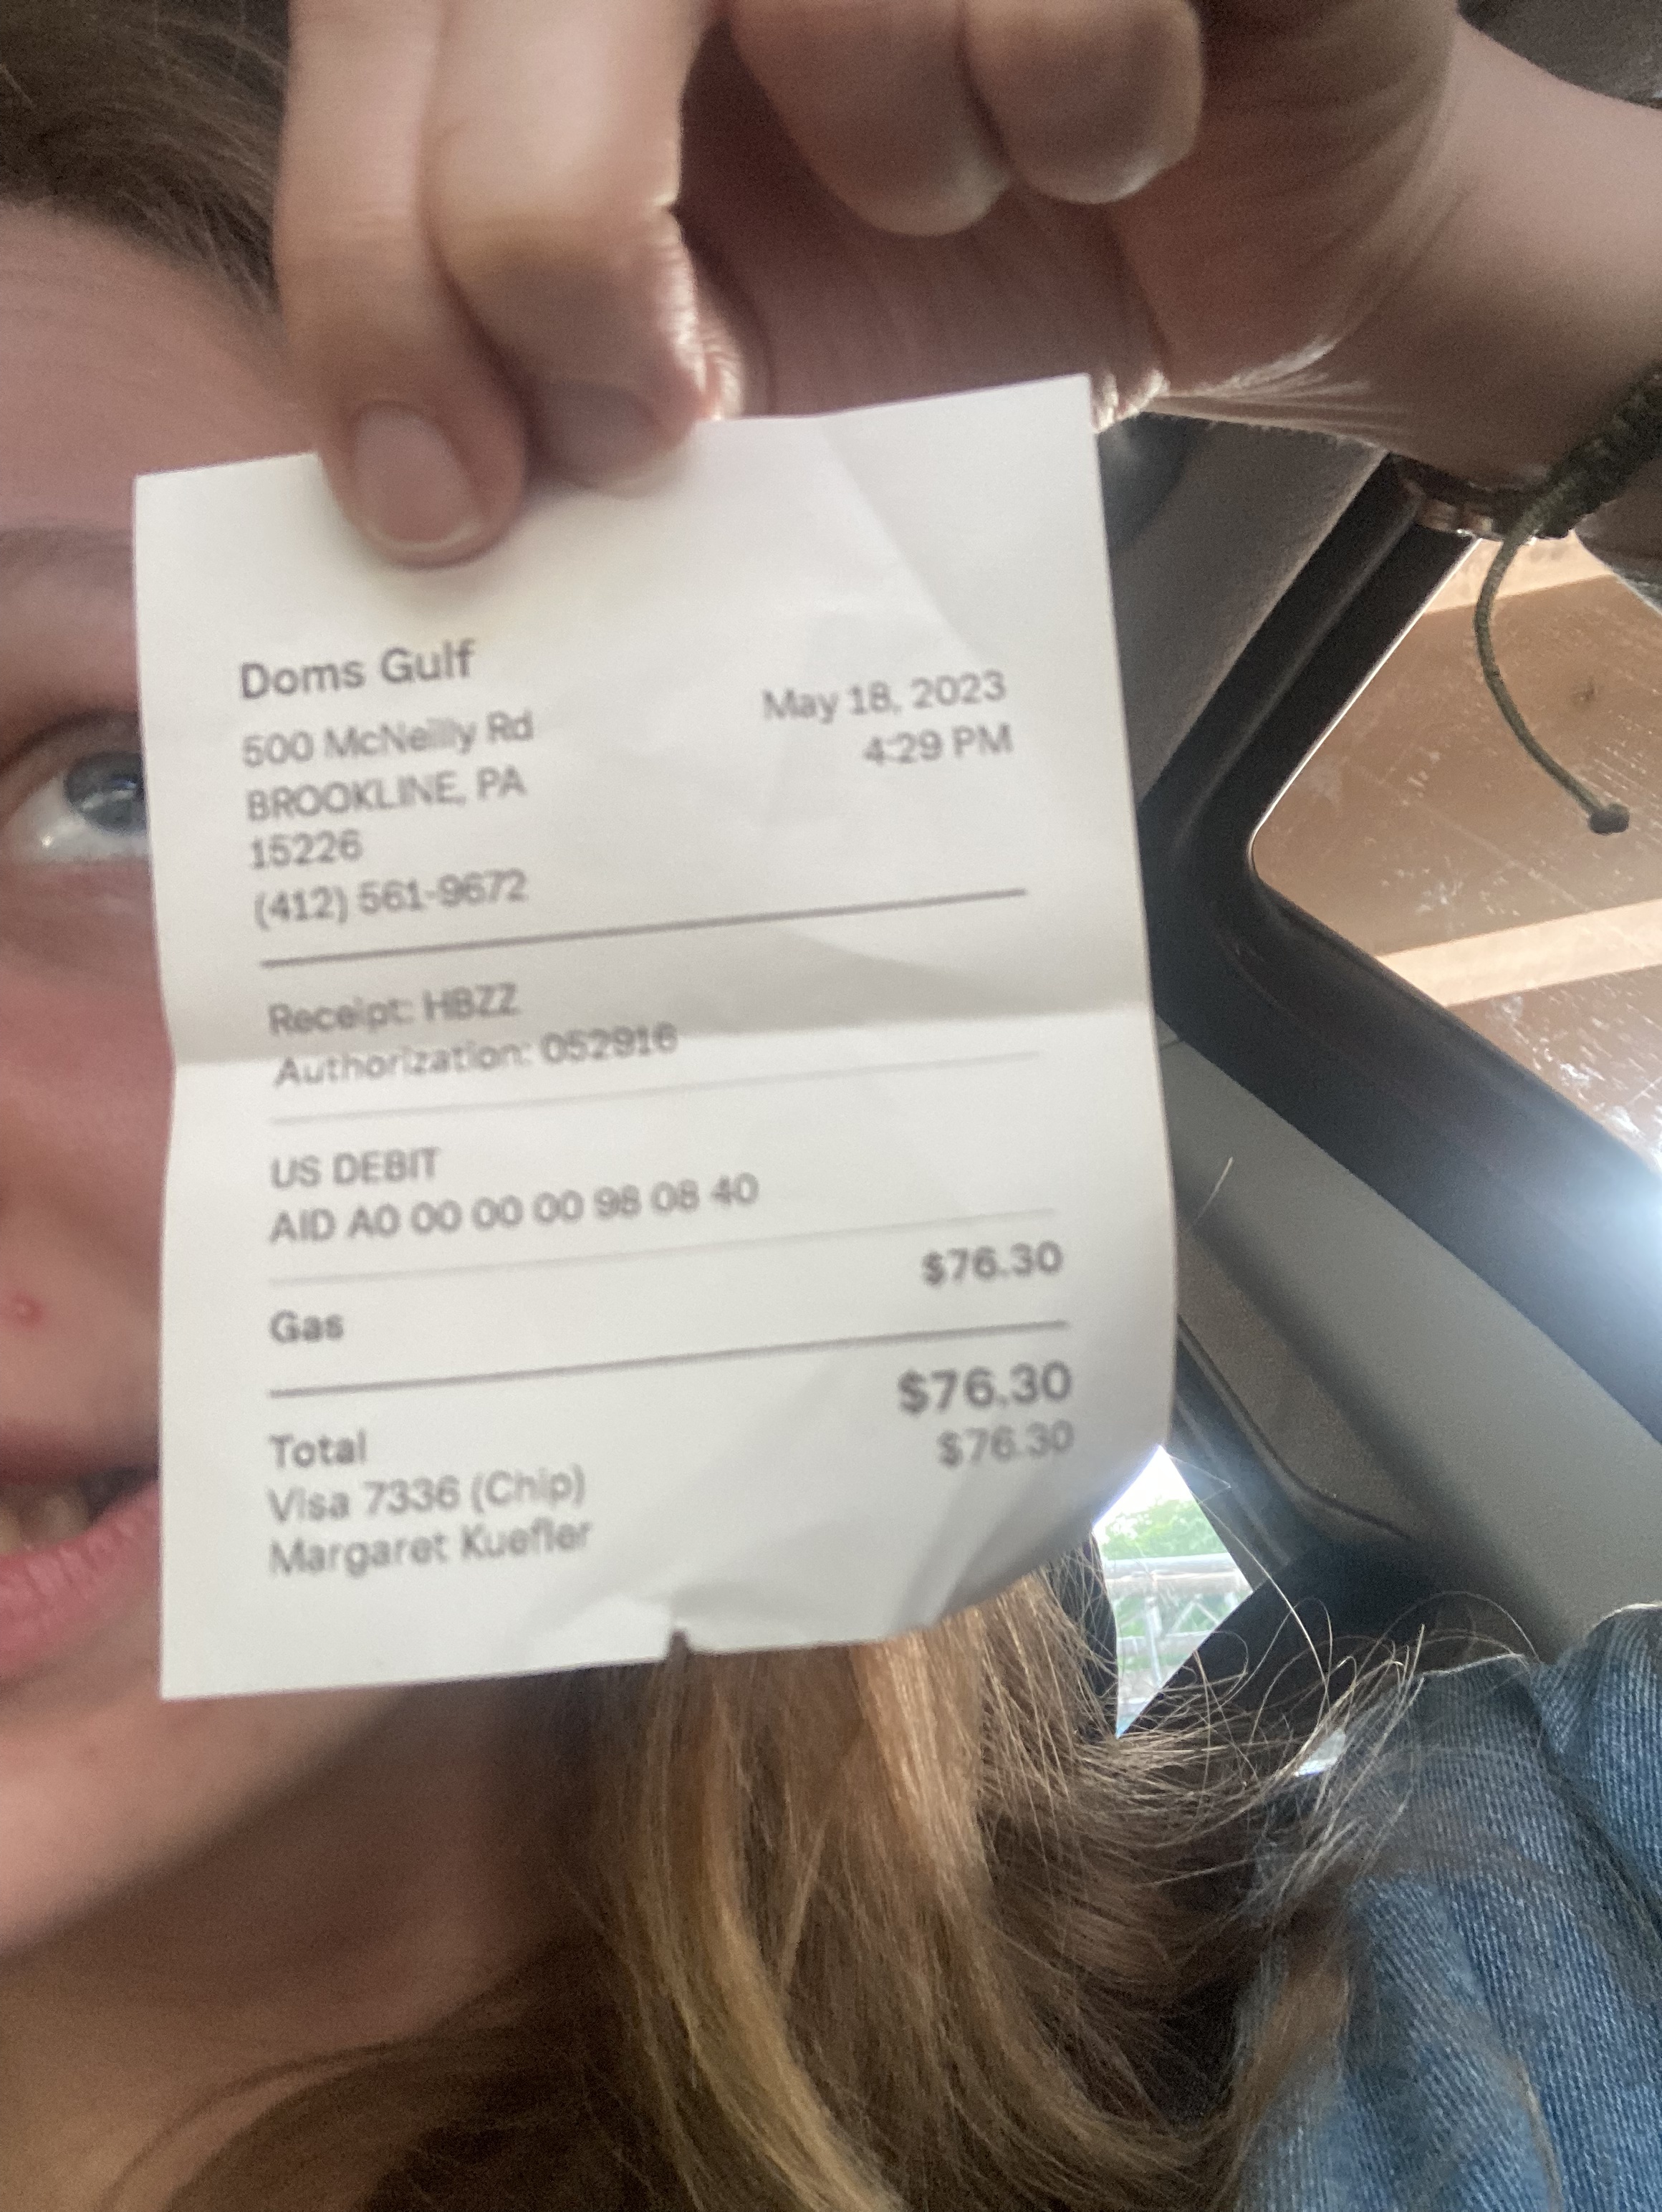 Doms Gulf
500 McNeilly Rd
BROOKLINE, PA
15226
(412) 561-9672
May 18, 2023
4:29 PM
Receipt: HBZZ
Authorization: 052916
US DEBIT
AID A0 00 00 00 98 08 40
Gas $76.30
Total $76.30
Visa 7336 (Chip) $76.30
Margaret Kuefler